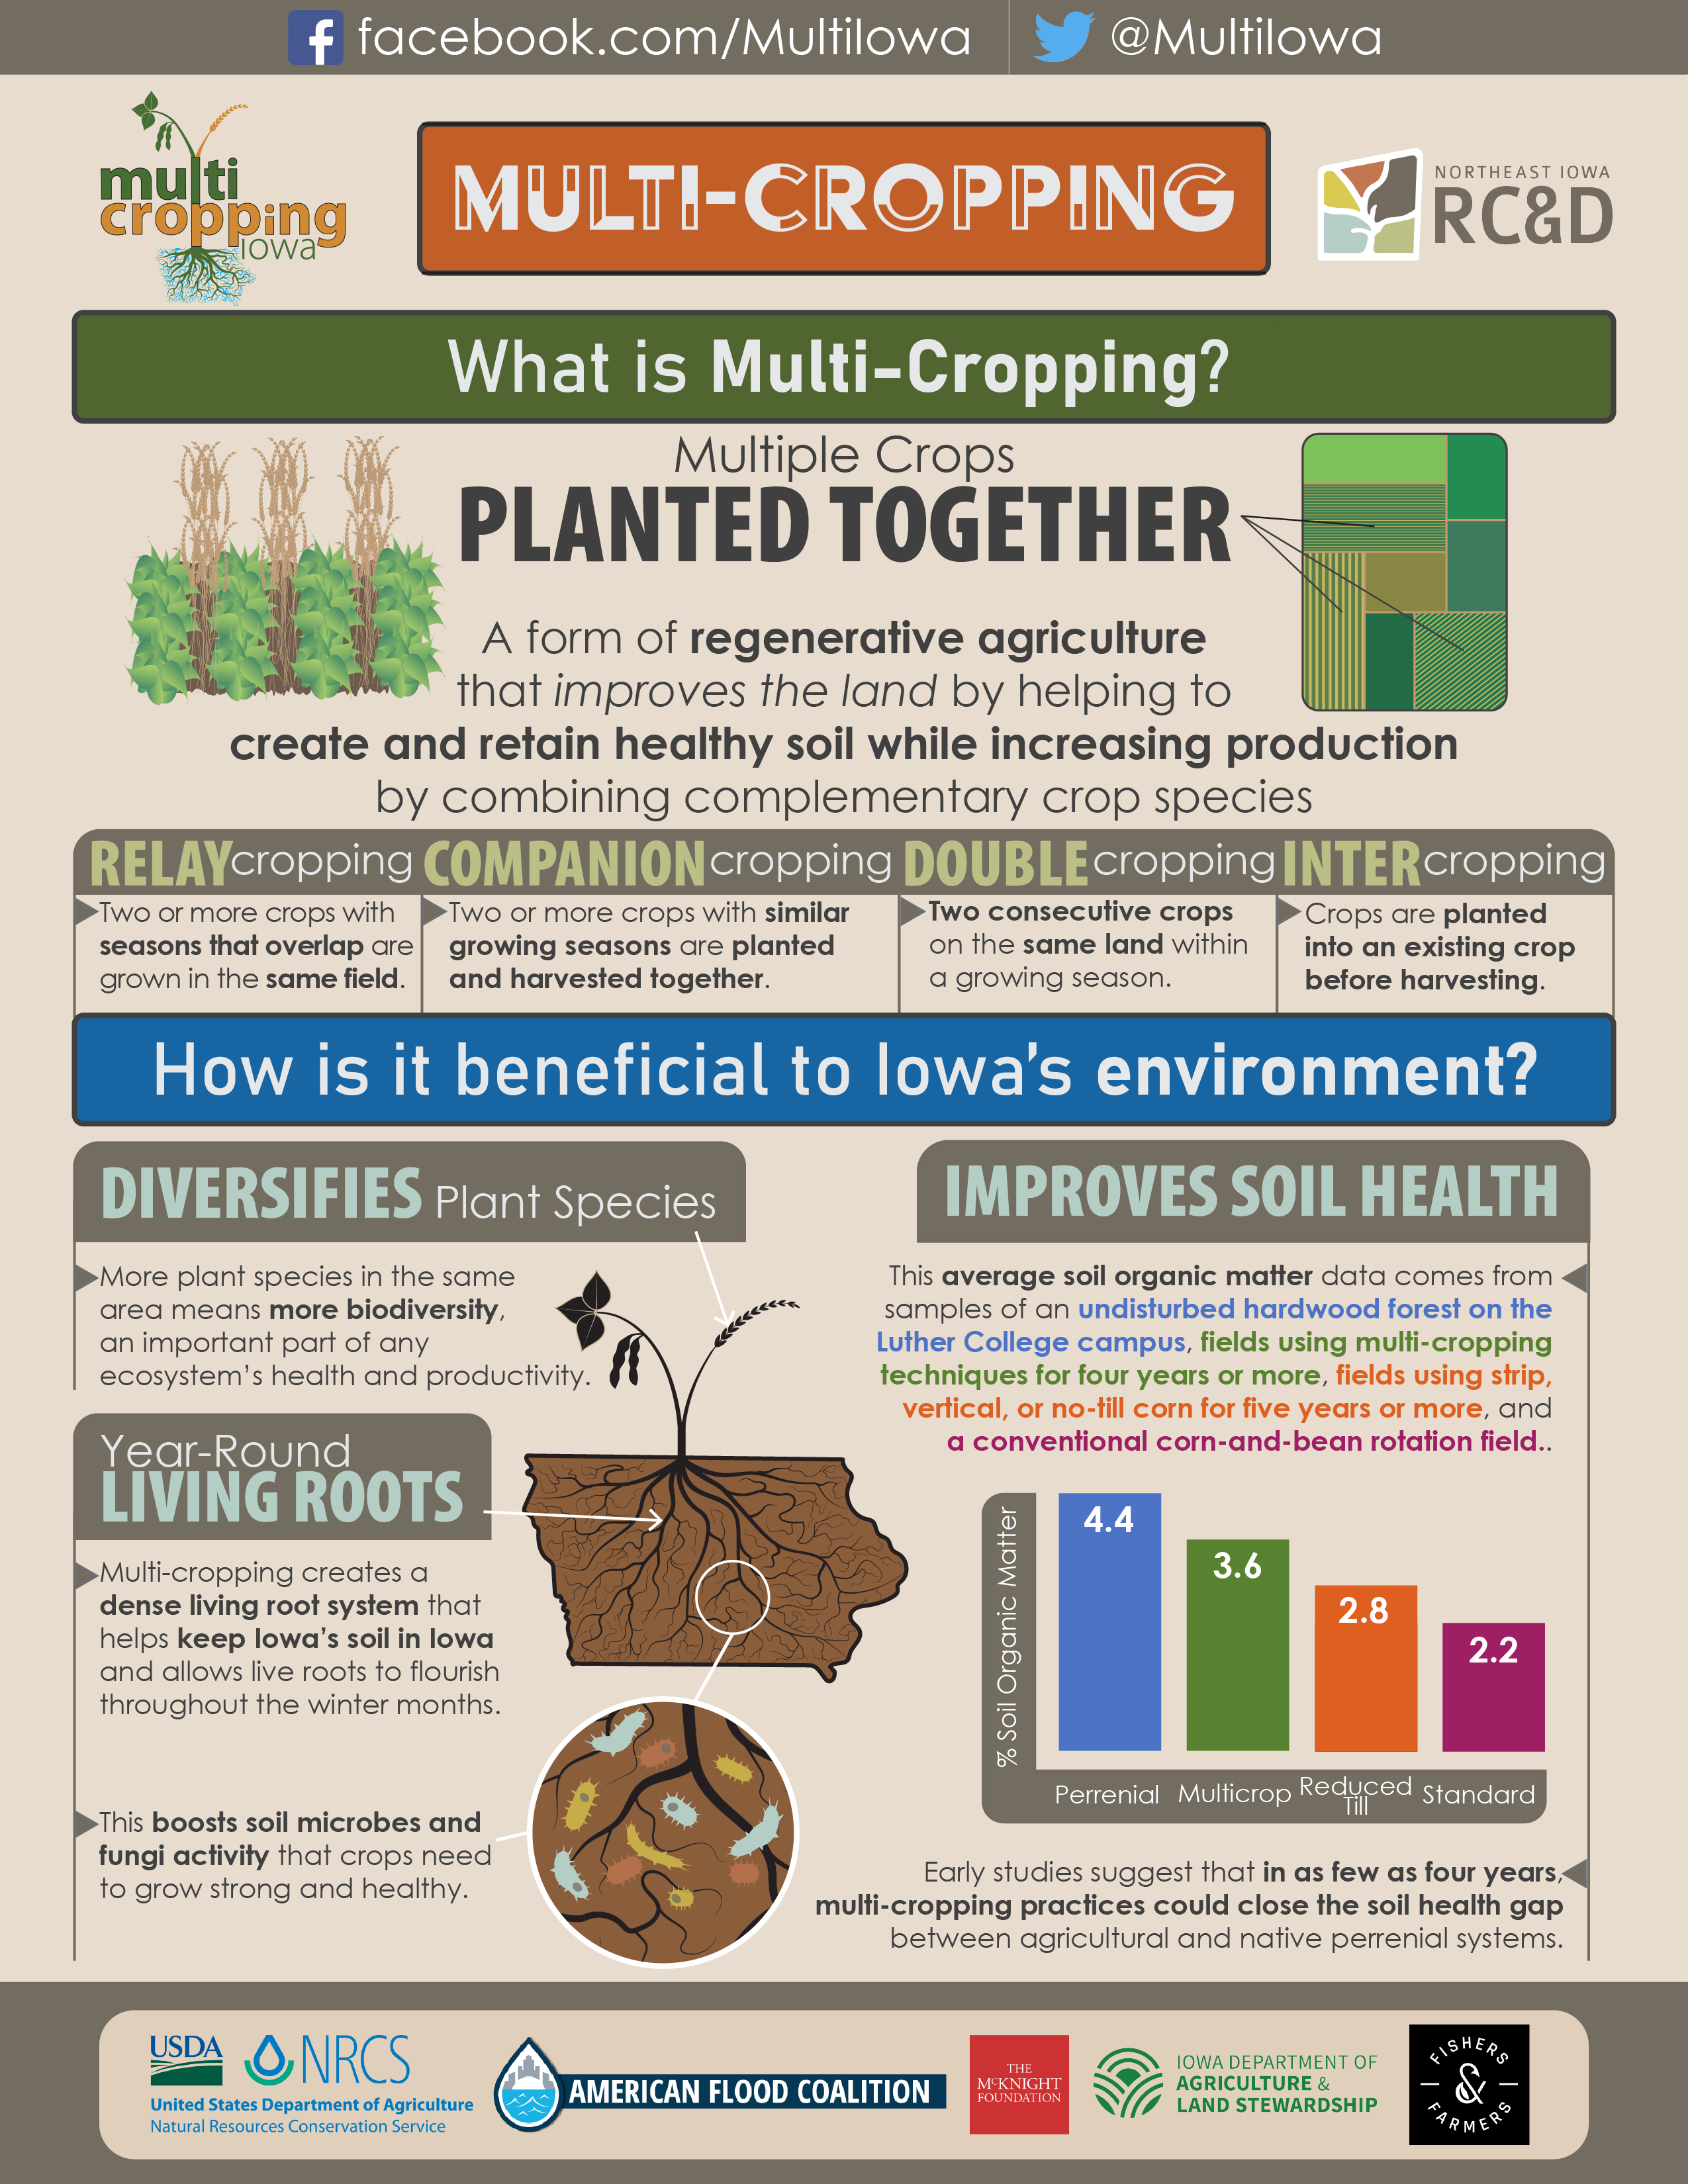 facebook.com/MultiIowa
@MultiIowa
multi
cropping
Iowa
MULTI-CROPPING
NORTHEAST IOWA
RC&D
What is Multi-Cropping?
Multiple Crops
PLANTED TOGETHER
A form of regenerative agriculture
that improves the land by helping to
create and retain healthy soil while increasing production
by combining complementary crop species
RELAYcropping
Two or more crops with
seasons that overlap are
grown in the same field.
COMPANIONcropping
Two or more crops with similar
growing seasons are planted
and harvested together.
DOUBLEcropping
Two consecutive crops
on the same land within
a growing season.
INTERcropping
Crops are planted
into an existing crop
before harvesting.
How is it beneficial to Iowa's environment?
DIVERSIFIES Plant Species
More plant species in the same
area means more biodiversity,
an important part of any
ecosystem's health and productivity.
Year-Round
LIVING ROOTS
Multi-cropping creates a
dense living root system that
helps keep Iowa's soil in Iowa
and allows live roots to flourish
throughout the winter months.
This boosts soil microbes and
fungi activity that crops need
to grow strong and healthy.
IMPROVES SOIL HEALTH
This average soil organic matter data comes from
samples of an undisturbed hardwood forest on the
Luther College campus, fields using multi-cropping
techniques for four years or more, fields using strip,
vertical, or no-till corn for five years or more, and
a conventional corn-and-bean rotation field..
% Soil Organic Matter
4.4
3.6
2.8
2.2
Perrenial
Multicrop
Reduced
Till
Standard
Early studies suggest that in as few as four years,
multi-cropping practices could close the soil health gap
between agricultural and native perrenial systems.
USDA
NRCS
United States Department of Agriculture
Natural Resources Conservation Service
AMERICAN FLOOD COALITION
THE
McKNIGHT
FOUNDATION
IOWA DEPARTMENT OF
AGRICULTURE &
LAND STEWARDSHIP
FISHERS
&
FARMERS